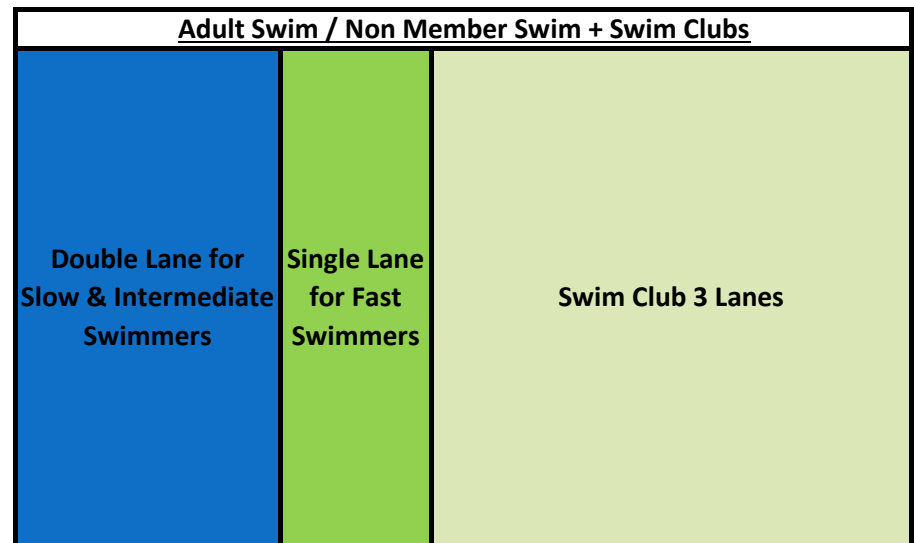 Adult Swim / Non Member Swim + Swim Clubs
Double Lane for
Slow & Intermediate
Swimmers
Single Lane
for Fast
Swimmers
Swim Club 3 Lanes